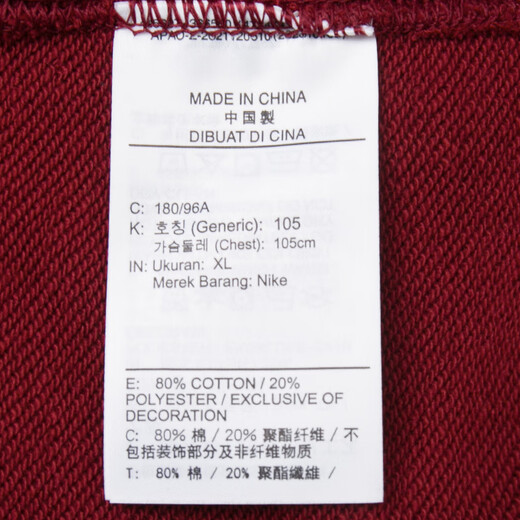 MADE IN CHINA
中国製
DIBUAT DI CINA
C: 180/96A
K: 호칭 (Generic): 105
가슴둘레 (Chest): 105cm
IN: Ukuran: XL
Merek Barang: Nike
E: 80% COTTON / 20%
POLYESTER / EXCLUSIVE OF
DECORATION
C: 80% 棉 / 20% 聚酯纤维 / 不
包括装饰部分及非纤维物质
T: 80% 棉 / 20% 聚酯纖維 /